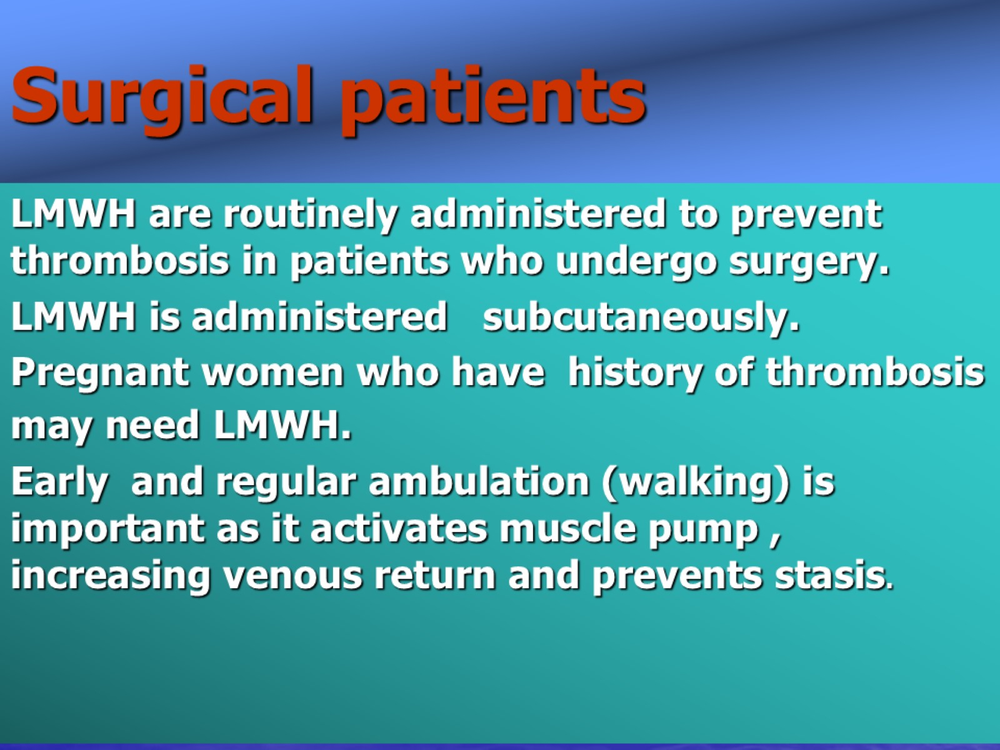 Surgical patients
LMWH are routinely administered to prevent
thrombosis in patients who undergo surgery.
LMWH is administered   subcutaneously.
Pregnant women who have  history of thrombosis
may need LMWH.
Early  and regular ambulation (walking) is
important as it activates muscle pump ,
increasing venous return and prevents stasis.